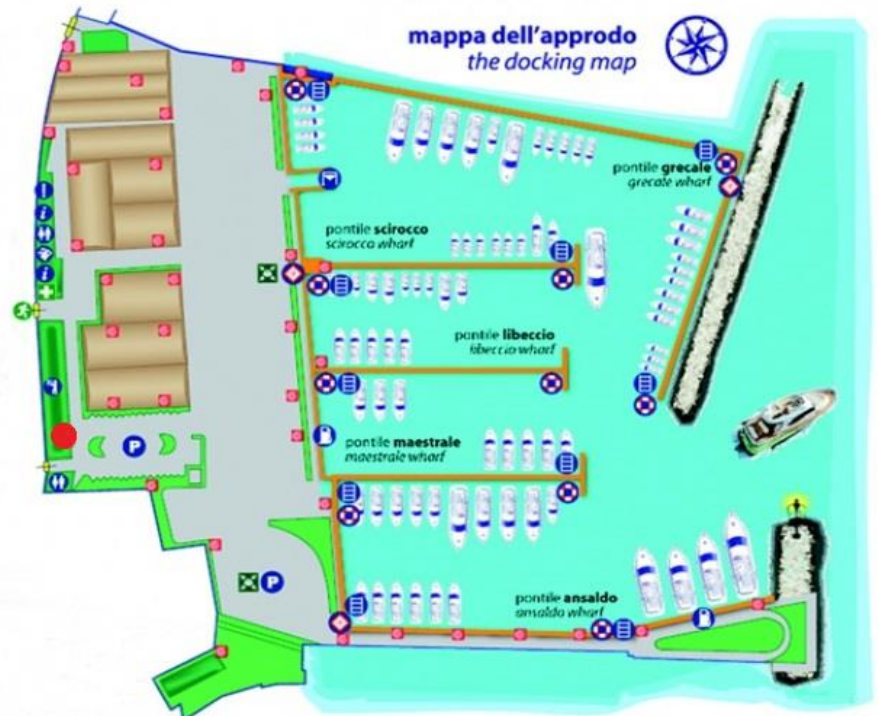 mappa dell'approdo
the docking map
pontile grecale
grecale wharf
pontile scirocco
scirocco wharf
pontile libeccio
libeccio wharf
pontile maestrale
maestrale wharf
pontile ansaldo
ansaldo wharf
P
P